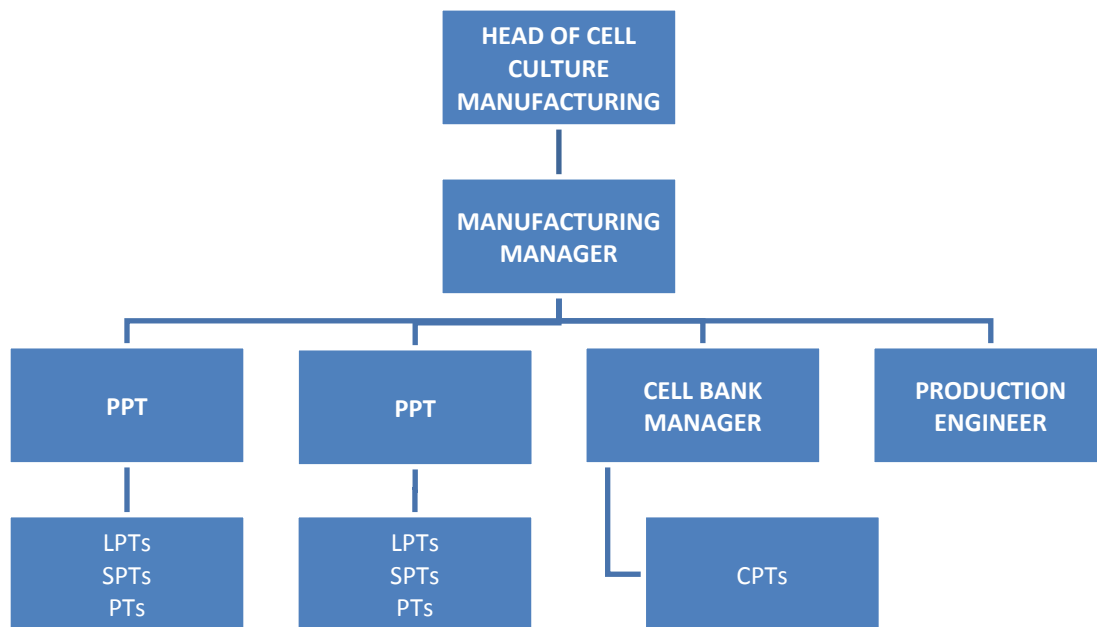 HEAD OF CELL
CULTURE
MANUFACTURING
MANUFACTURING
MANAGER
PPT
PPT
CELL BANK
MANAGER
PRODUCTION
ENGINEER
LPTs
SPTs
PTs
LPTs
SPTs
PTs
CPTs